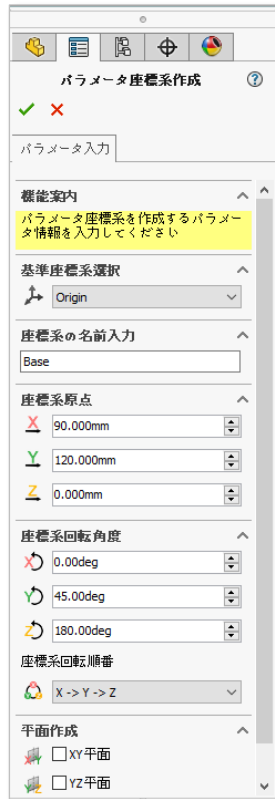 パラメータ座標系作成
?
パラメータ入力
機能案内
パラメータ座標系を作成するパラメー
タ情報を入力してください
基準座標系選択
Origin
座標系の名前入力
Base
座標系原点
X 90.000mm
Y 120.000mm
Z 0.000mm
座標系回転角度
X 0.00deg
Y 45.00deg
Z 180.00deg
座標系回転順番
X -> Y -> Z
平面作成
XY平面
YZ平面